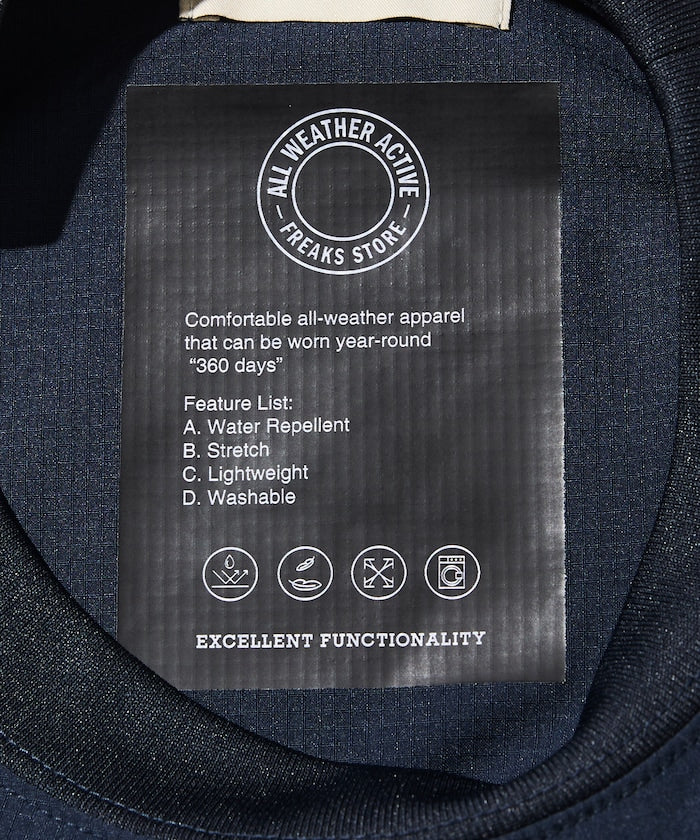 ALL WEATHER ACTIVE
— FREAKS STORE —
Comfortable all-weather apparel
that can be worn year-round
“360 days”
Feature List:
A. Water Repellent
B. Stretch
C. Lightweight
D. Washable
EXCELLENT FUNCTIONALITY